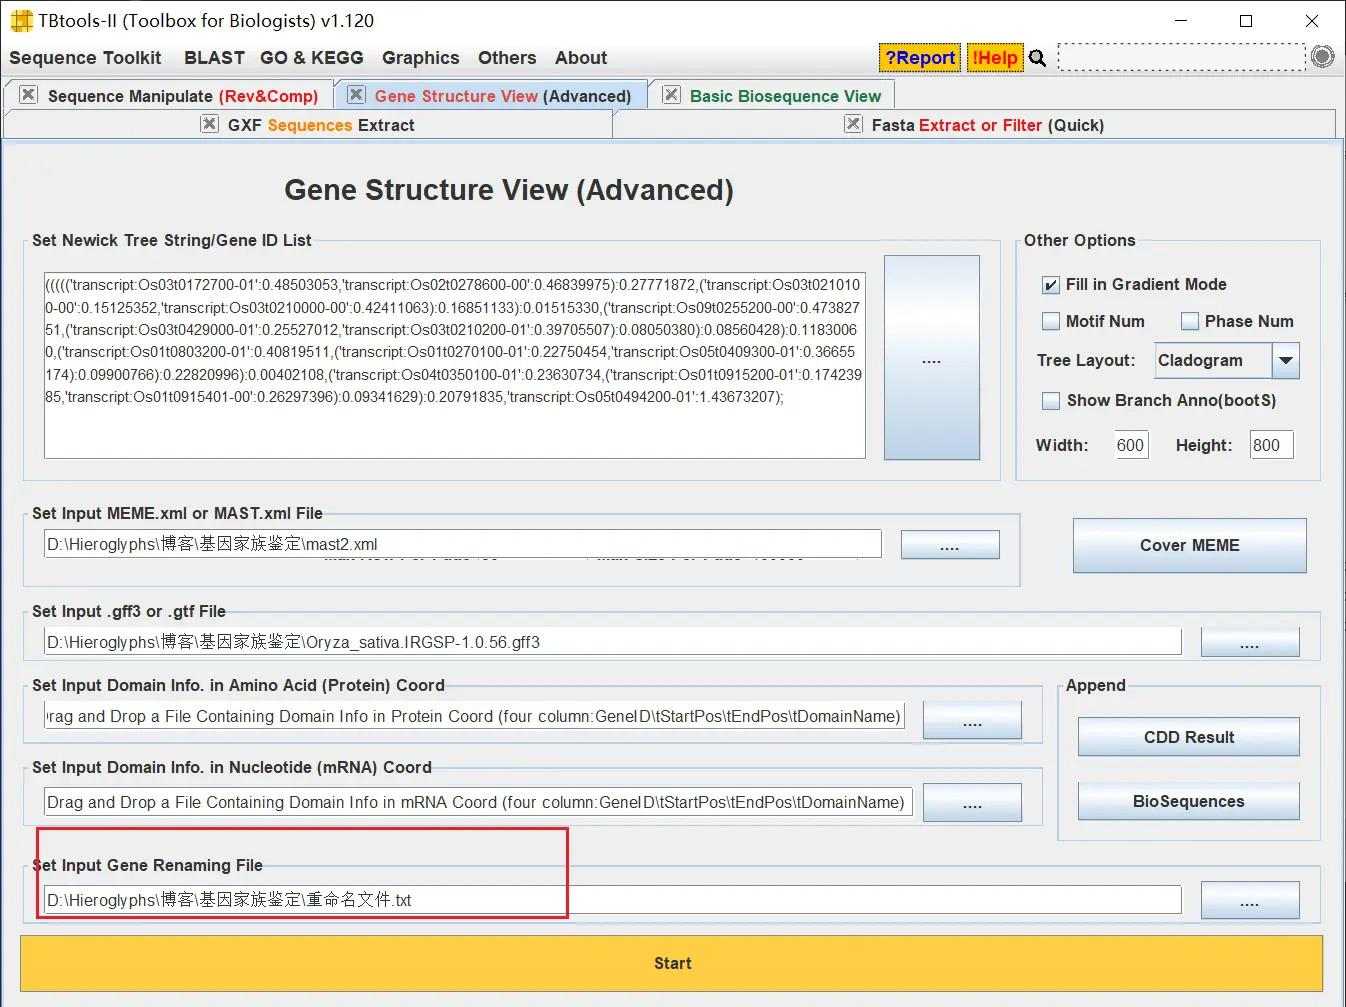 TBtools-II (Toolbox for Biologists) v1.120
Sequence Toolkit BLAST GO & KEGG Graphics Others About ?Report !Help
Sequence Manipulate (Rev&Comp) Gene Structure View (Advanced) Basic Biosequence View
GXF Sequences Extract Fasta Extract or Filter (Quick)
Gene Structure View (Advanced)
Set Newick Tree String/Gene ID List
((((('transcript:Os03t0172700-01':0.48503053,'transcript:Os02t0278600-00':0.46839975):0.27771872,('transcript:Os03t021010
0-00':0.15125352,'transcript:Os03t0210000-00':0.42411063):0.16851133):0.01515330,('transcript:Os09t0255200-00':0.473827
51,('transcript:Os03t0429000-01':0.25527012,'transcript:Os03t0210200-01':0.39705507):0.08050380):0.08560428):0.1183006
0,('transcript:Os01t0803200-01':0.40819511,('transcript:Os01t0270100-01':0.22750454,'transcript:Os05t0409300-01':0.36655
174):0.09900766):0.22820996):0.00402108,('transcript:Os04t0350100-01':0.23630734,('transcript:Os01t0915200-01':0.174239
85,'transcript:Os01t0915401-00':0.26297396):0.09341629):0.20791835,'transcript:Os05t0494200-01':1.43673207);
....
Other Options
Fill in Gradient Mode
Motif Num Phase Num
Tree Layout: Cladogram
Show Branch Anno(bootS)
Width: 600 Height: 800
Set Input MEME.xml or MAST.xml File
D:\Hieroglyphs\博客\基因家族鉴定\mast2.xml ....
Cover MEME
Set Input .gff3 or .gtf File
D:\Hieroglyphs\博客\基因家族鉴定\Oryza_sativa.IRGSP-1.0.56.gff3 ....
Set Input Domain Info. in Amino Acid (Protein) Coord
rag and Drop a File Containing Domain Info in Protein Coord (four column:GeneID\tStartPos\tEndPos\tDomainName) ....
Set Input Domain Info. in Nucleotide (mRNA) Coord
Drag and Drop a File Containing Domain Info in mRNA Coord (four column:GeneID\tStartPos\tEndPos\tDomainName) ....
Append
CDD Result
BioSequences
Set Input Gene Renaming File
D:\Hieroglyphs\博客\基因家族鉴定\重命名文件.txt ....
Start